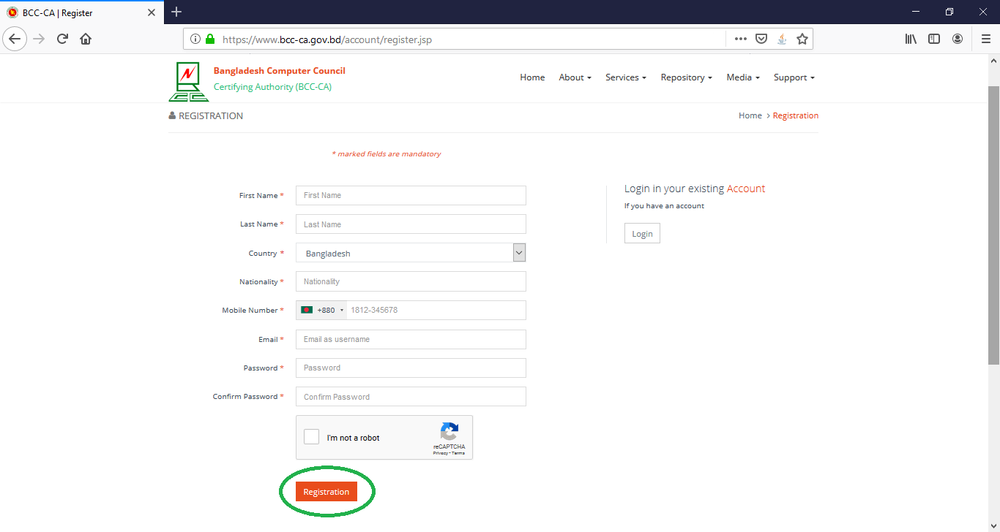 BCC-CA | Register
https://www.bcc-ca.gov.bd/account/register.jsp
Bangladesh Computer Council
Certifying Authority (BCC-CA)
Home About Services Repository Media Support
REGISTRATION
Home > Registration
* marked fields are mandatory
First Name * First Name
Last Name * Last Name
Country * Bangladesh
Nationality * Nationality
Mobile Number * +880 1812-345678
Email * Email as username
Password * Password
Confirm Password * Confirm Password
I'm not a robot
reCAPTCHA
Privacy • Terms
Registration
Login in your existing Account
If you have an account
Login